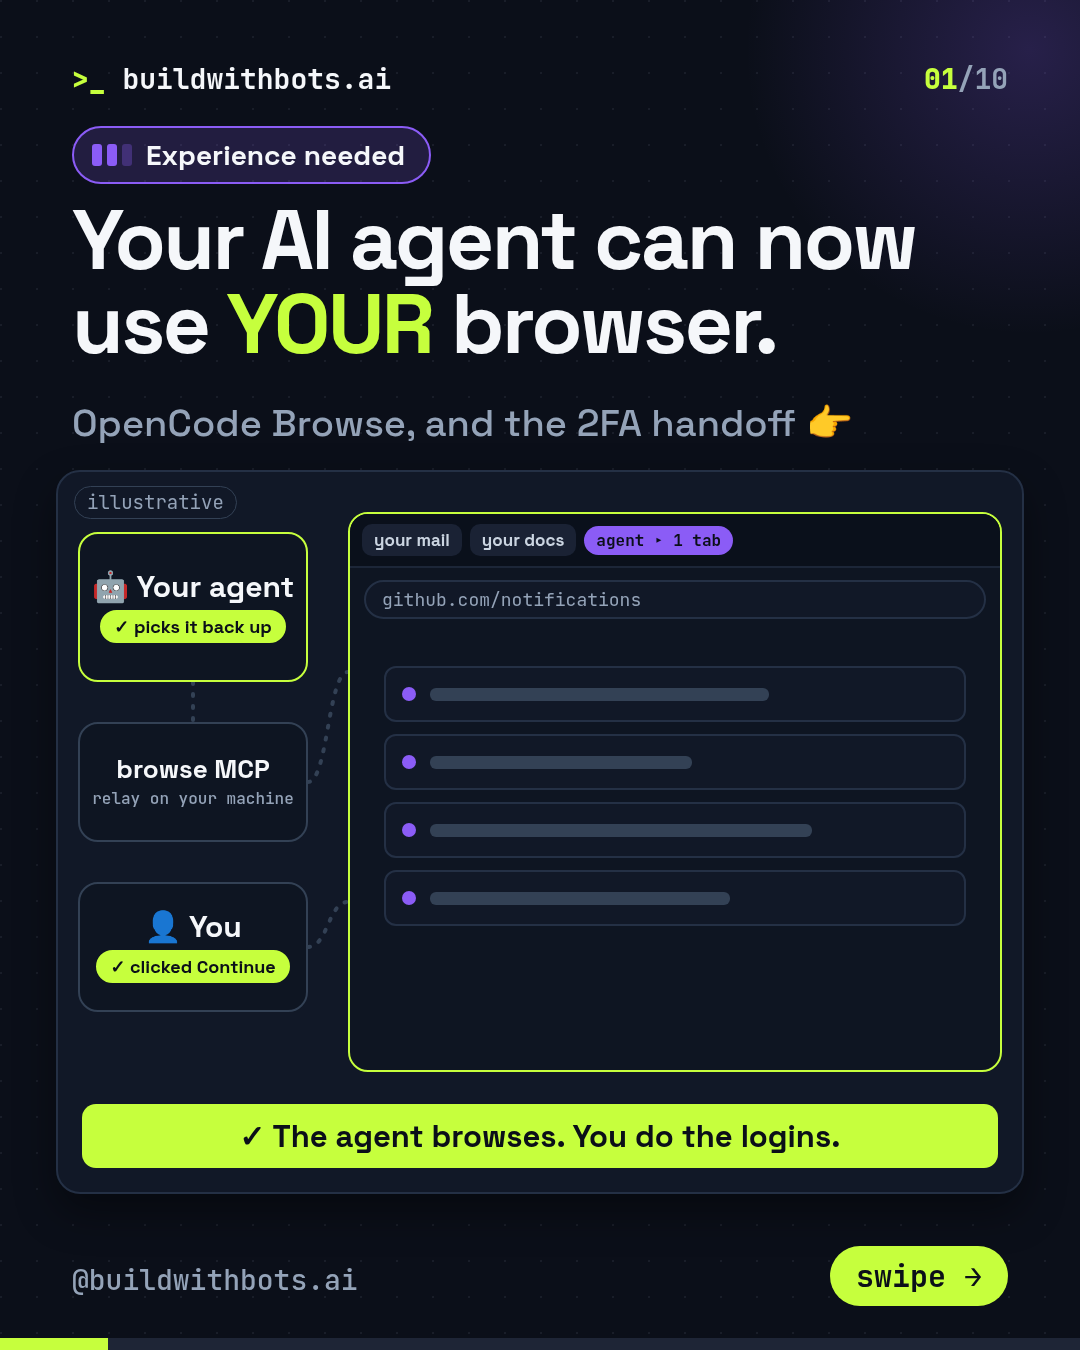 >_ buildwithbots.ai
01/10
Experience needed
Your AI agent can now
use YOUR browser.
OpenCode Browse, and the 2FA handoff 👉
illustrative
🤖 Your agent
✓ picks it back up
browse MCP
relay on your machine
👤 You
✓ clicked Continue
your mail
your docs
agent ‣ 1 tab
github.com/notifications
✓ The agent browses. You do the logins.
@buildwithbots.ai
swipe →